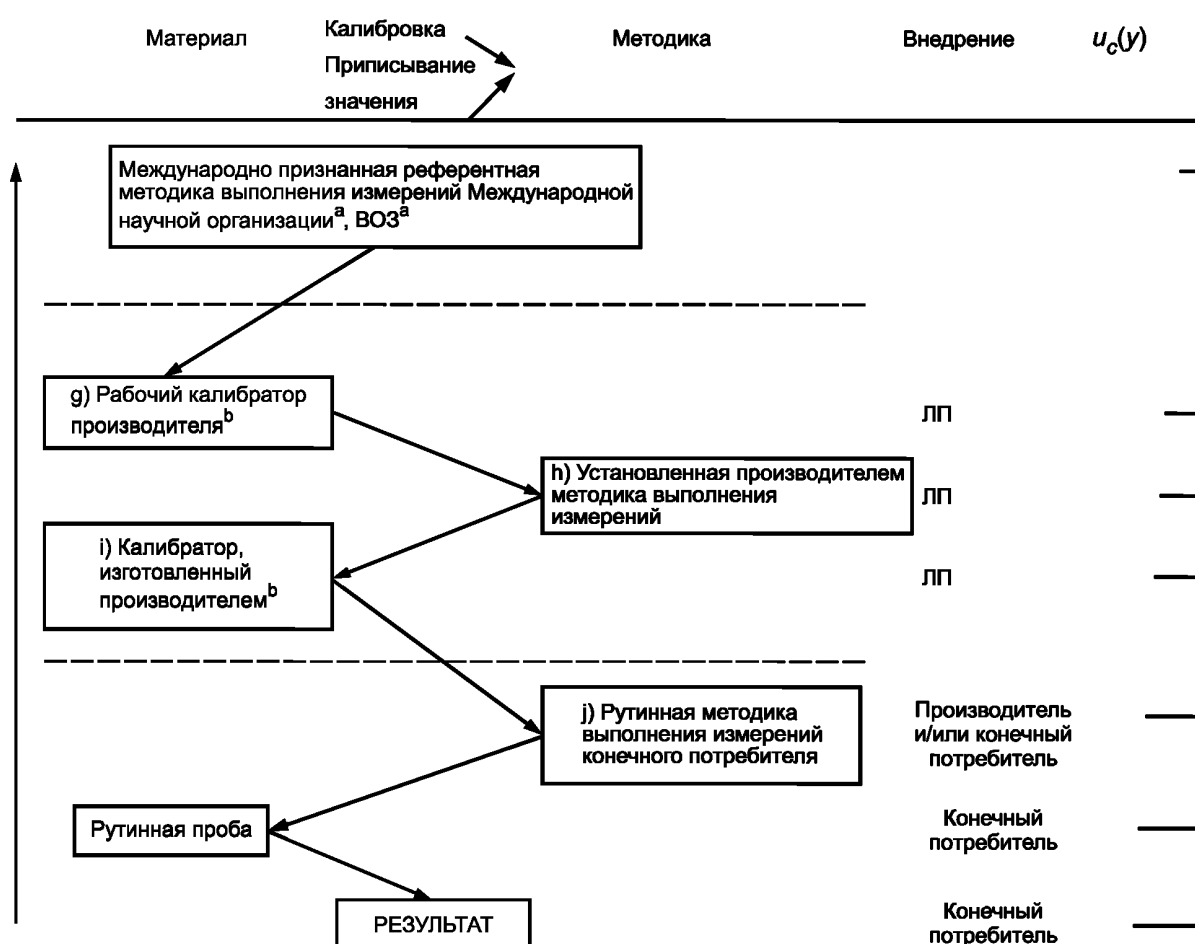 Материал
Калибровка
Приписывание
значения
Методика
Внедрение
u_c(y)
Международно признанная референтная
методика выполнения измерений Международной
научной организации^a, ВОЗ^a
g) Рабочий калибратор
производителя^b
ЛП
h) Установленная производителем
методика выполнения
измерений
ЛП
i) Калибратор,
изготовленный
производителем^b
ЛП
j) Рутинная методика
выполнения измерений
конечного потребителя
Производитель
и/или конечный
потребитель
Рутинная проба
Конечный
потребитель
РЕЗУЛЬТАТ
Конечный
потребитель